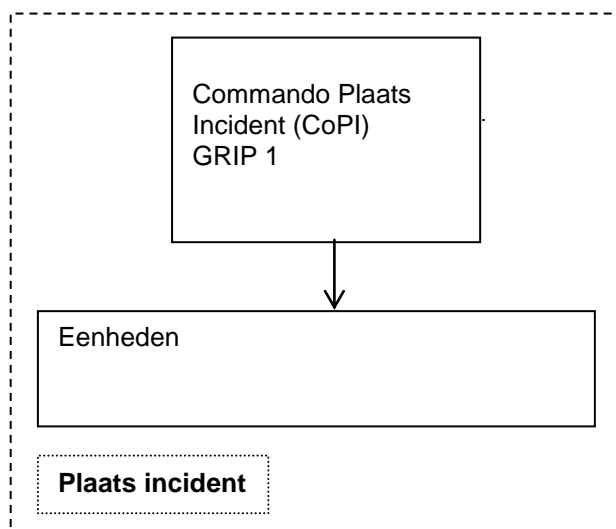 Commando Plaats
Incident (CoPI)
GRIP 1
Eenheden
Plaats incident